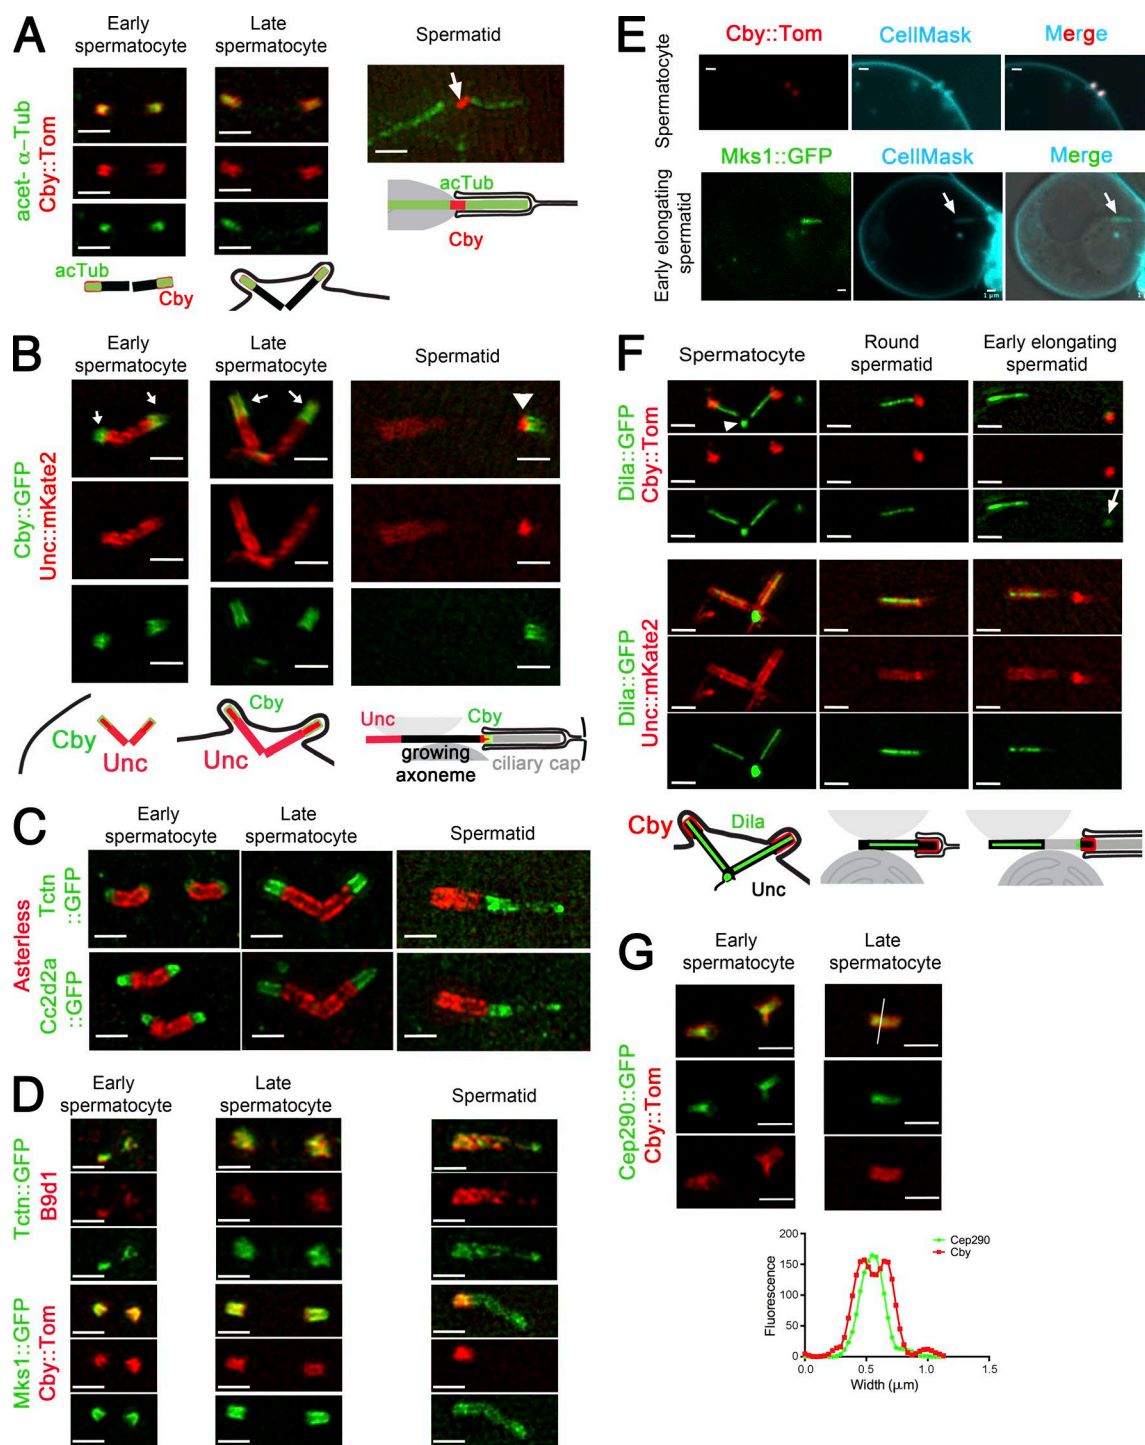 A
Early
spermatocyte
Late
spermatocyte
Spermatid
acet- α–Tub
Cby::Tom
acTub
Cby
acTub
Cby
B
Early
spermatocyte
Late
spermatocyte
Spermatid
Cby::GFP
Unc::mKate2
Cby
Unc
Cby
Unc
Unc
Cby
growing
axoneme
ciliary cap
C
Early
spermatocyte
Late
spermatocyte
Spermatid
Asterless
Tctn
::GFP
Cc2d2a
::GFP
D
Early
spermatocyte
Late
spermatocyte
Spermatid
Tctn::GFP
B9d1
Mks1::GFP
Cby::Tom
E
Cby::Tom
CellMask
Merge
Spermatocyte
Mks1::GFP
CellMask
Merge
Early elongating
spermatid
1 µm
1
F
Spermatocyte
Round
spermatid
Early elongating
spermatid
Dila::GFP
Cby::Tom
Dila::GFP
Unc::mKate2
Cby
Dila
Unc
G
Early
spermatocyte
Late
spermatocyte
Cep290::GFP
Cby::Tom
Cep290
Cby
Fluorescence
200
150
100
50
0
0.0
0.5
1.0
1.5
Width (µm)